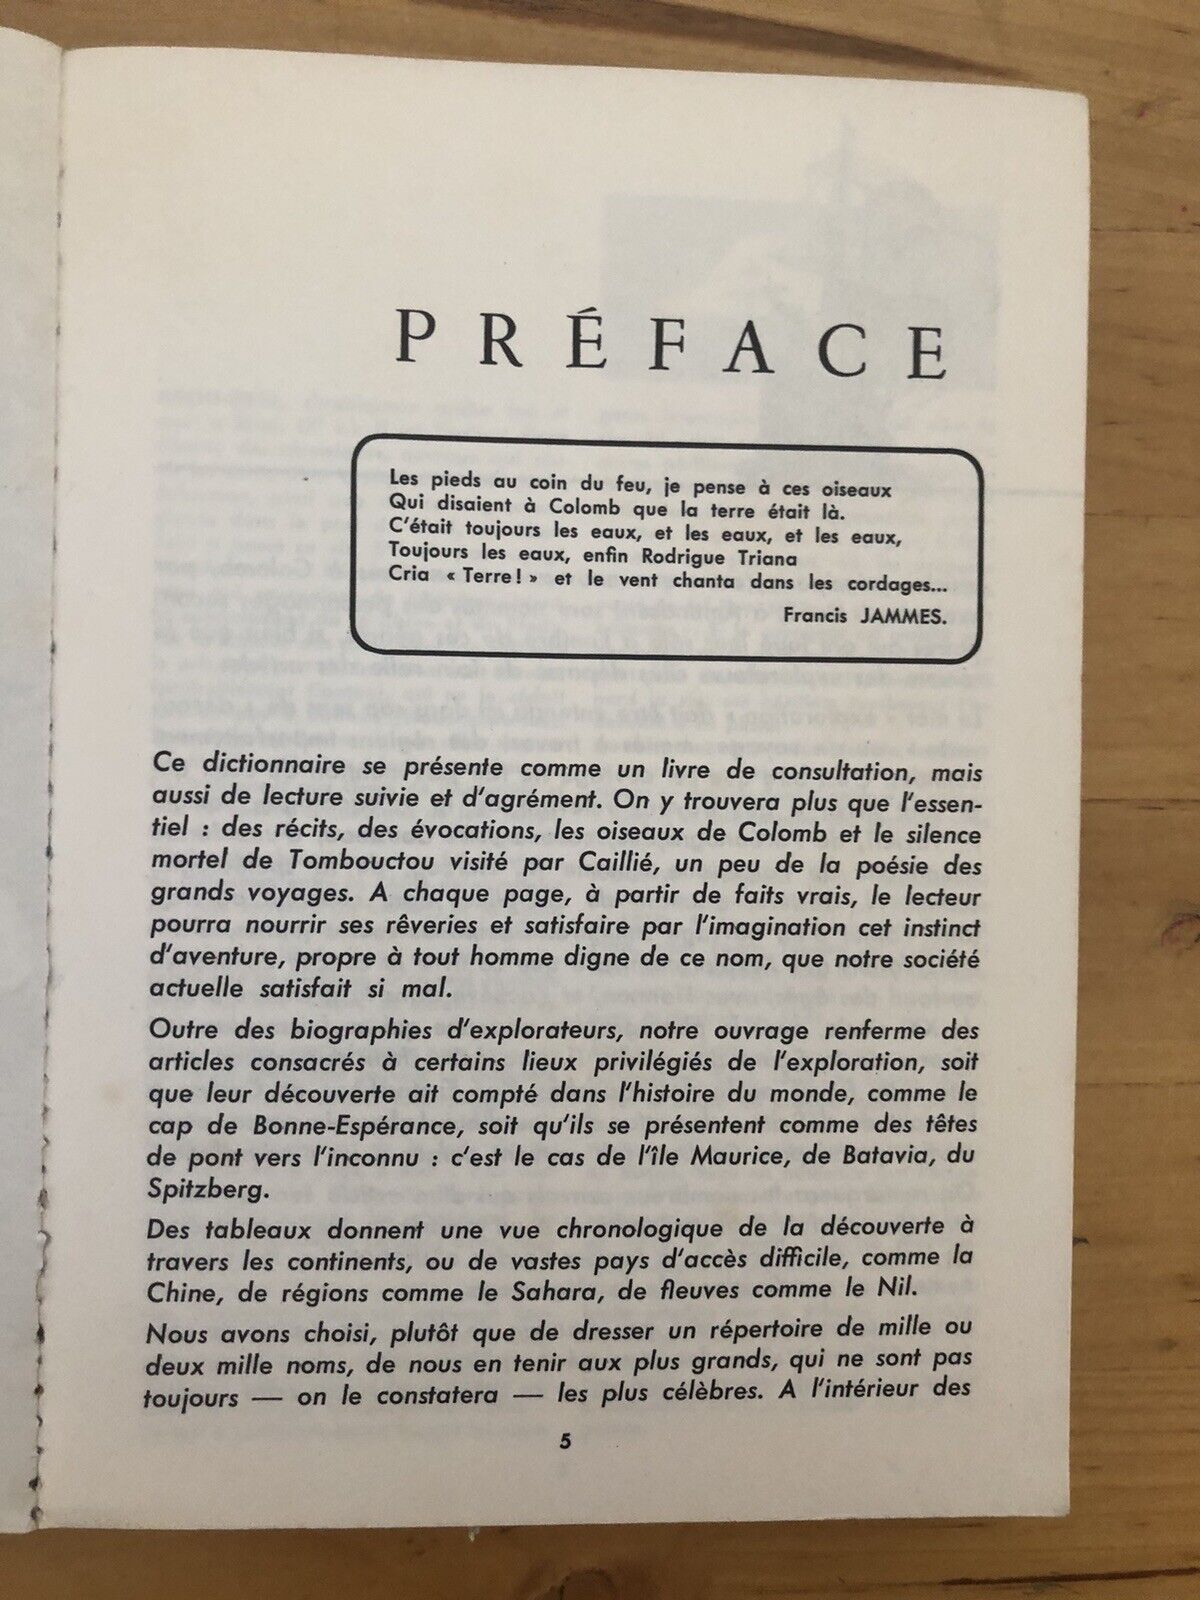 PRÉFACE
Les pieds au coin du feu, je pense à ces oiseaux
Qui disaient à Colomb que la terre était là.
C'était toujours les eaux, et les eaux, et les eaux,
Toujours les eaux, enfin Rodrigue Triana
Cria « Terre! » et le vent chanta dans les cordages...
Francis JAMMES.
Ce dictionnaire se présente comme un livre de consultation, mais
aussi de lecture suivie et d'agrément. On y trouvera plus que l'essen-
tiel : des récits, des évocations, les oiseaux de Colomb et le silence
mortel de Tombouctou visité par Caillié, un peu de la poésie des
grands voyages. A chaque page, à partir de faits vrais, le lecteur
pourra nourrir ses rêveries et satisfaire par l'imagination cet instinct
d'aventure, propre à tout homme digne de ce nom, que notre société
actuelle satisfait si mal.
Outre des biographies d'explorateurs, notre ouvrage renferme des
articles consacrés à certains lieux privilégiés de l'exploration, soit
que leur découverte ait compté dans l'histoire du monde, comme le
cap de Bonne-Espérance, soit qu'ils se présentent comme des têtes
de pont vers l'inconnu : c'est le cas de l'île Maurice, de Batavia, du
Spitzberg.
Des tableaux donnent une vue chronologique de la découverte à
travers les continents, ou de vastes pays d'accès difficile, comme la
Chine, de régions comme le Sahara, de fleuves comme le Nil.
Nous avons choisi, plutôt que de dresser un répertoire de mille ou
deux mille noms, de nous en tenir aux plus grands, qui ne sont pas
toujours — on le constatera — les plus célèbres. A l'intérieur des
5